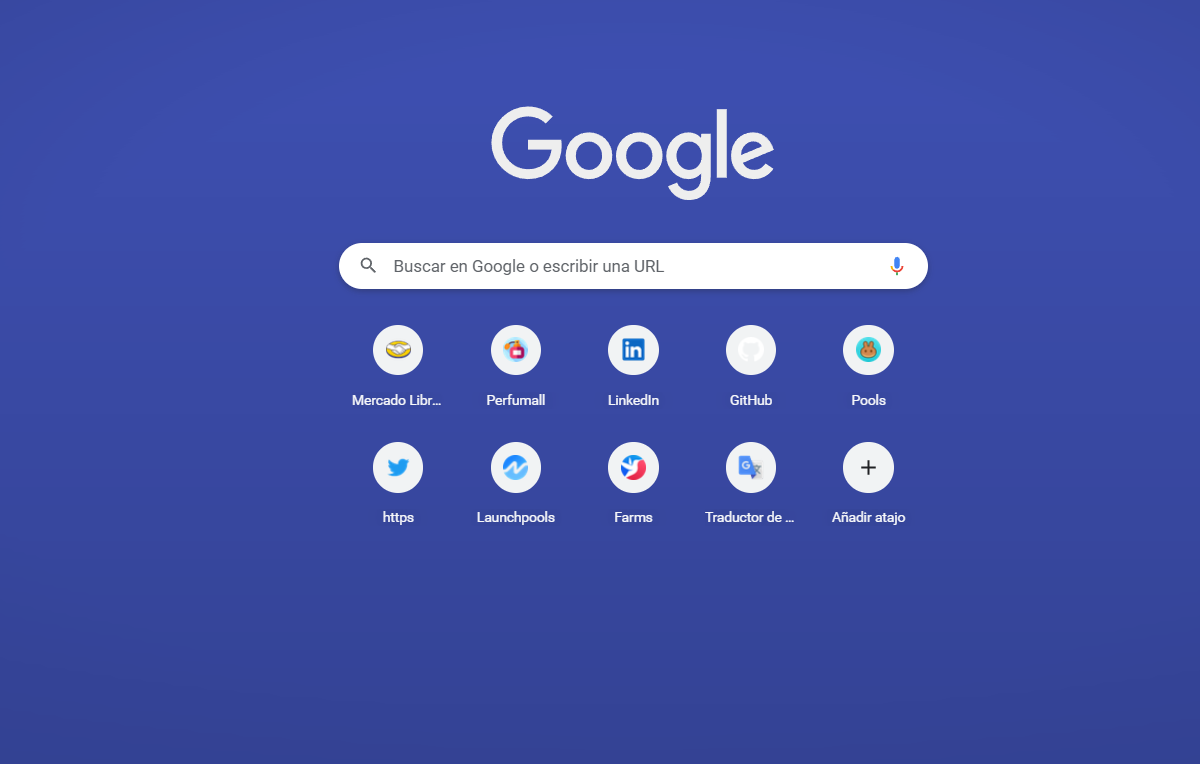 Google
Buscar en Google o escribir una URL
Mercado Libr...
Perfumall
LinkedIn
GitHub
Pools
https
Launchpools
Farms
Traductor de ...
Añadir atajo